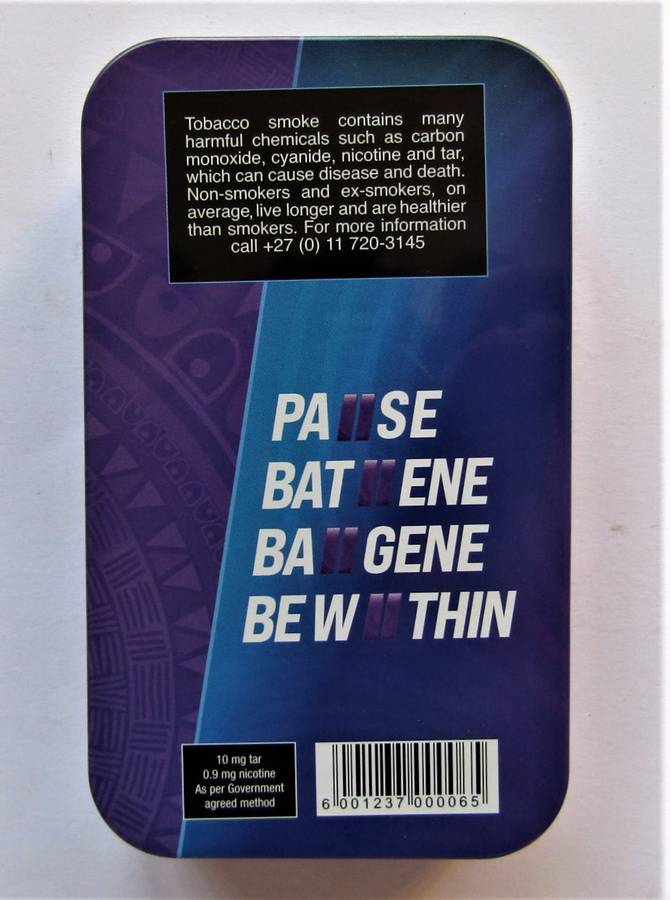 Tobacco smoke contains many
harmful chemicals such as carbon
monoxide, cyanide, nicotine and tar,
which can cause disease and death.
Non-smokers and ex-smokers, on
average, live longer and are healthier
than smokers. For more information
call +27 (0) 11 720-3145
PA SE
BAT ENE
BA GENE
BE W THIN
10 mg tar
0.9 mg nicotine
As per Government
agreed method
6 001237 000065